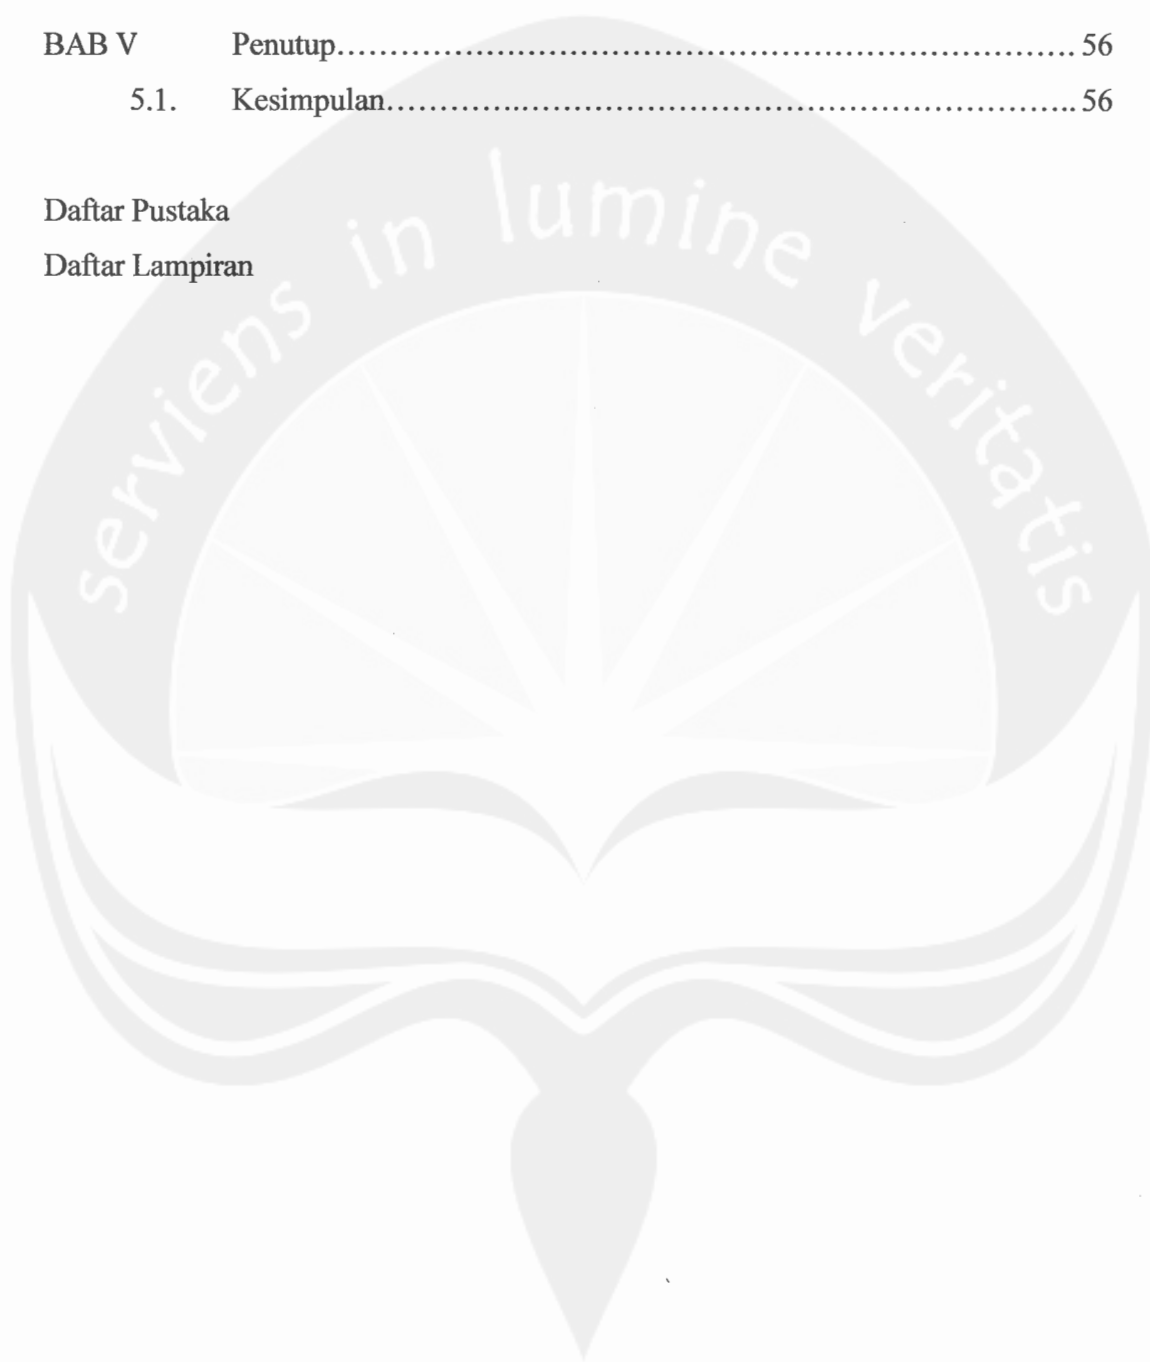 BAB V Penutup........................................................................ 56
5.1. Kesimpulan................................................................... 56
Daftar Pustaka
Daftar Lampiran
serviens in lumine veritatis